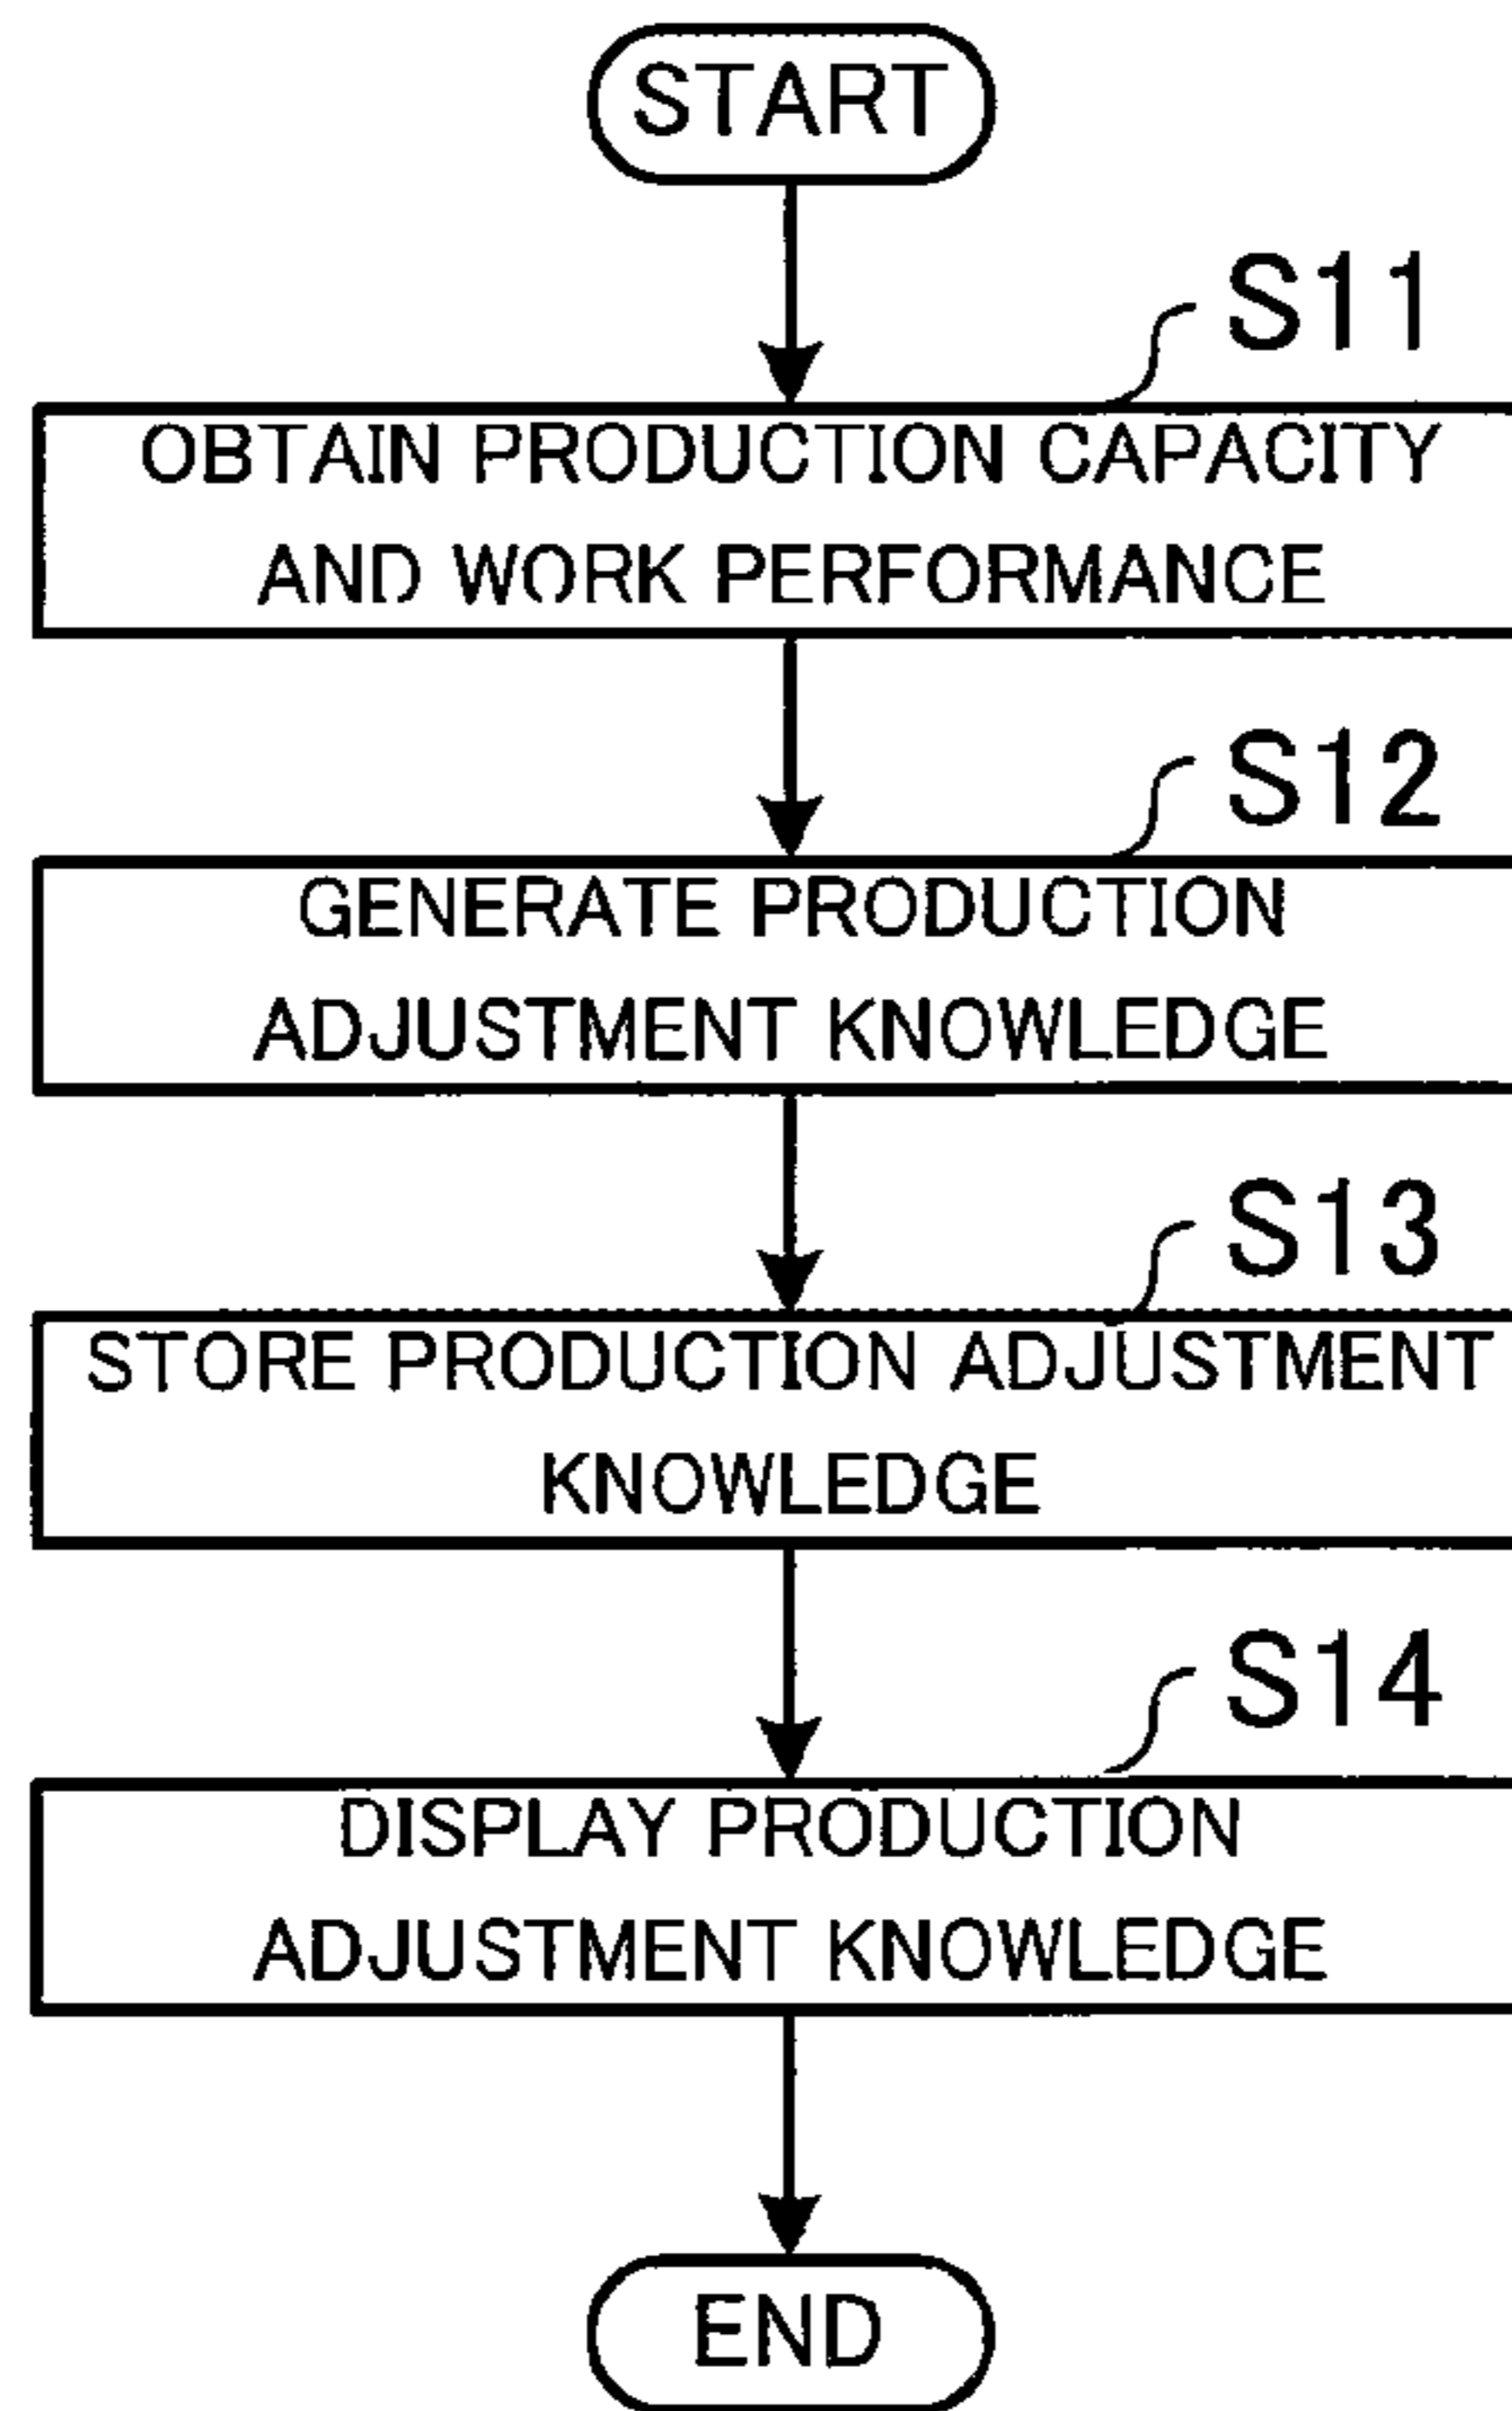 START
S11
OBTAIN PRODUCTION CAPACITY
AND WORK PERFORMANCE
S12
GENERATE PRODUCTION
ADJUSTMENT KNOWLEDGE
S13
STORE PRODUCTION ADJUSTMENT
KNOWLEDGE
S14
DISPLAY PRODUCTION
ADJUSTMENT KNOWLEDGE
END